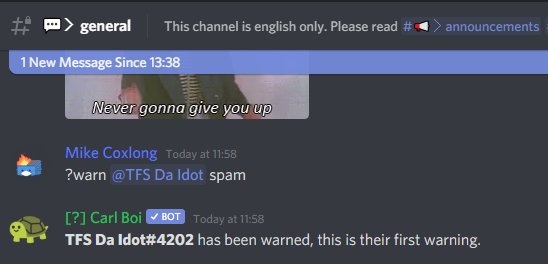 general This channel is english only. Please read # announcements
1 New Message Since 13:38
Never gonna give you up
Mike Coxlong Today at 11:58
?warn @TFS Da Idot spam
[?] Carl Boi BOT Today at 11:58
TFS Da Idot#4202 has been warned, this is their first warning.